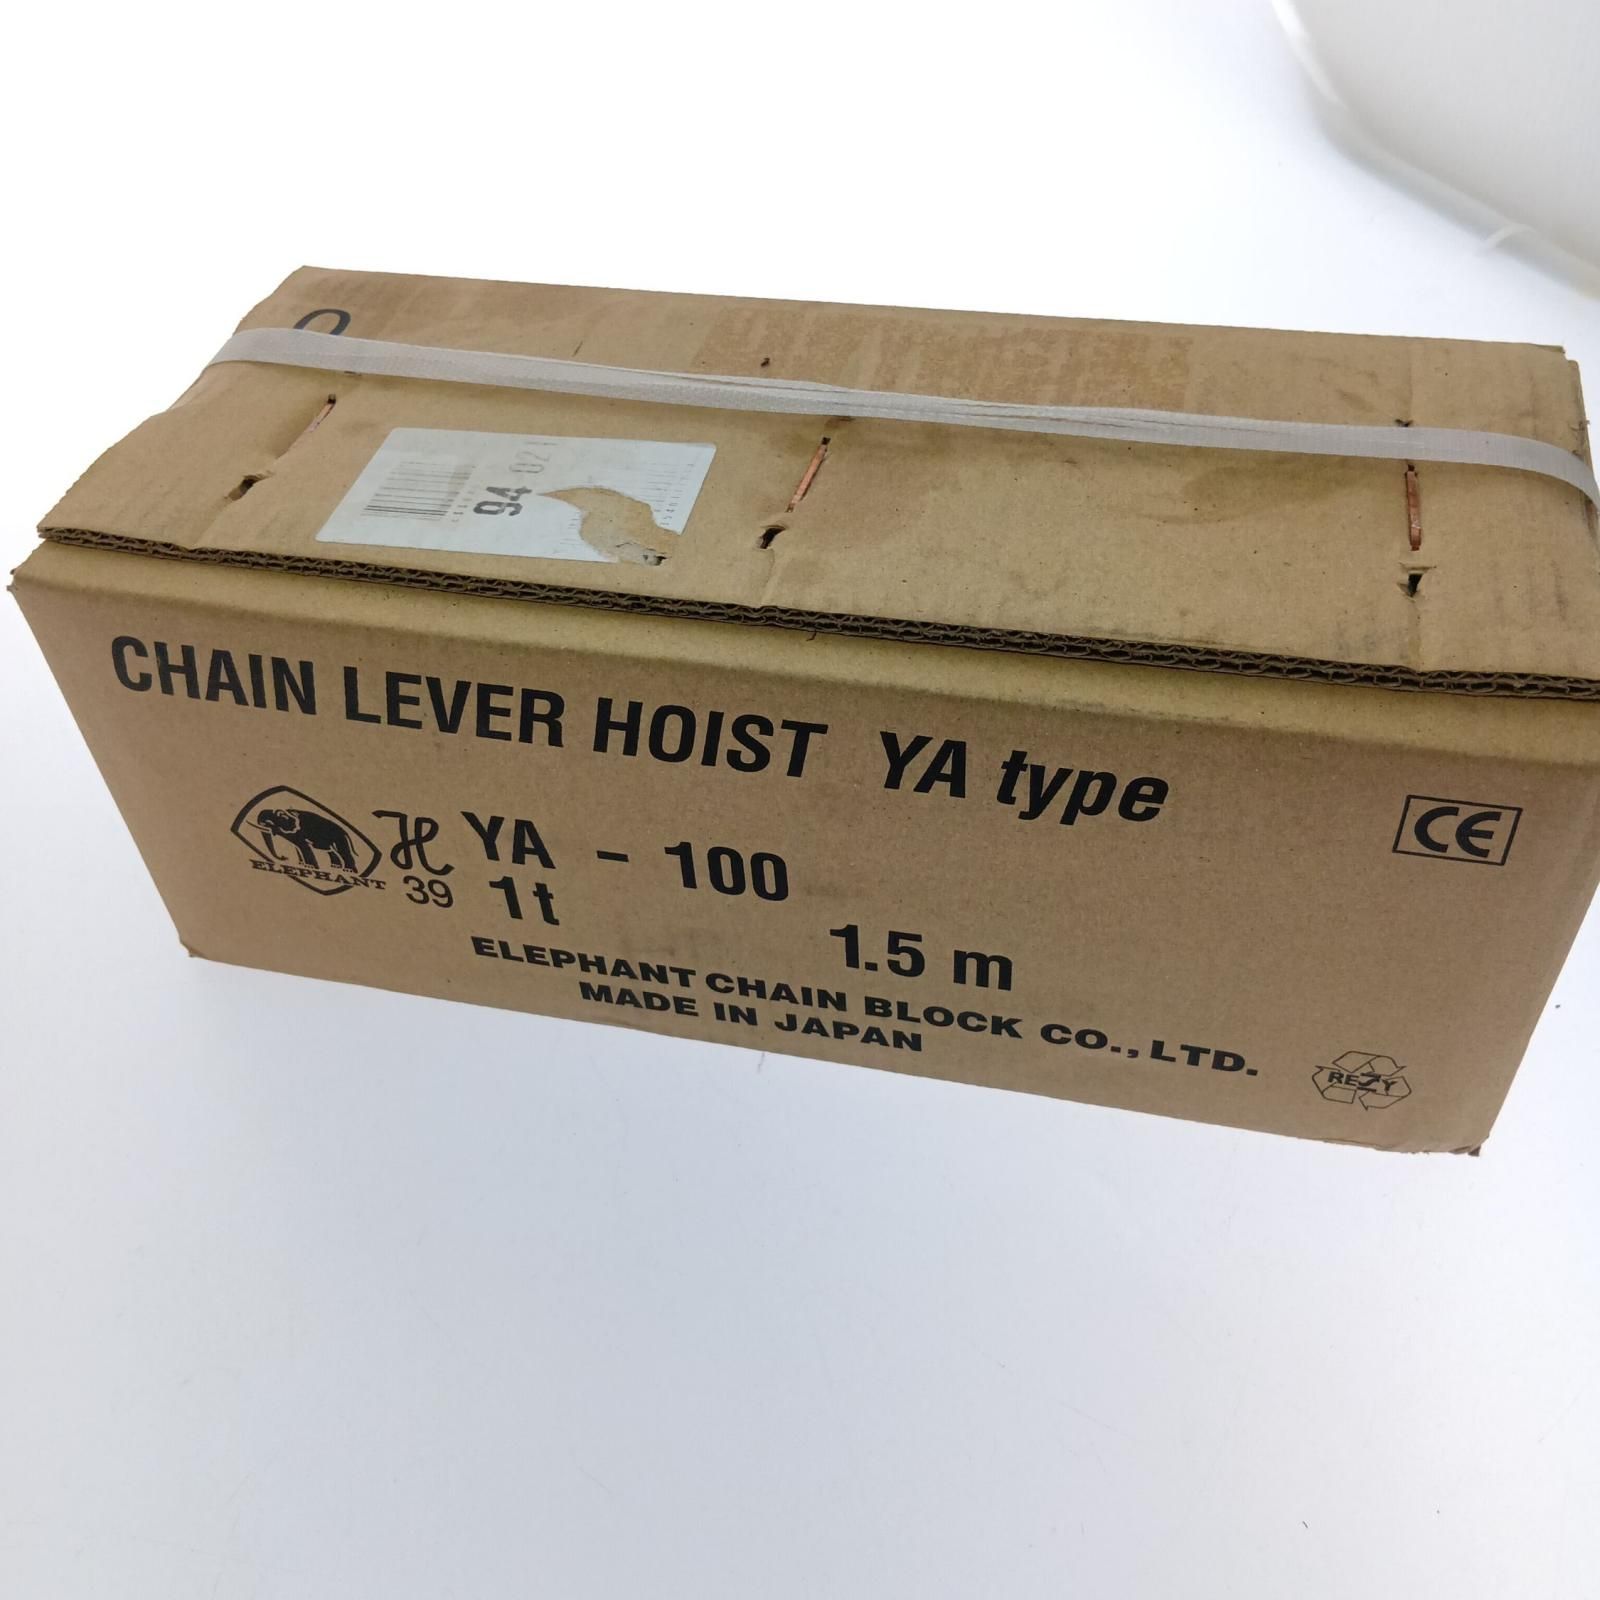 94 02
CHAIN LEVER HOIST YA type
ELEPHANT
H
39
YA - 100
1t
1.5 m
CE
ELEPHANT CHAIN BLOCK CO., LTD.
MADE IN JAPAN
REZY